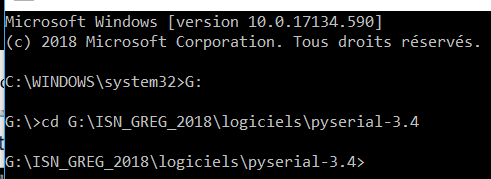 Microsoft Windows [version 10.0.17134.590]
(c) 2018 Microsoft Corporation. Tous droits réservés.
C:\WINDOWS\system32>G:
G:\>cd G:\ISN_GREG_2018\logiciels\pyserial-3.4
G:\ISN_GREG_2018\logiciels\pyserial-3.4>